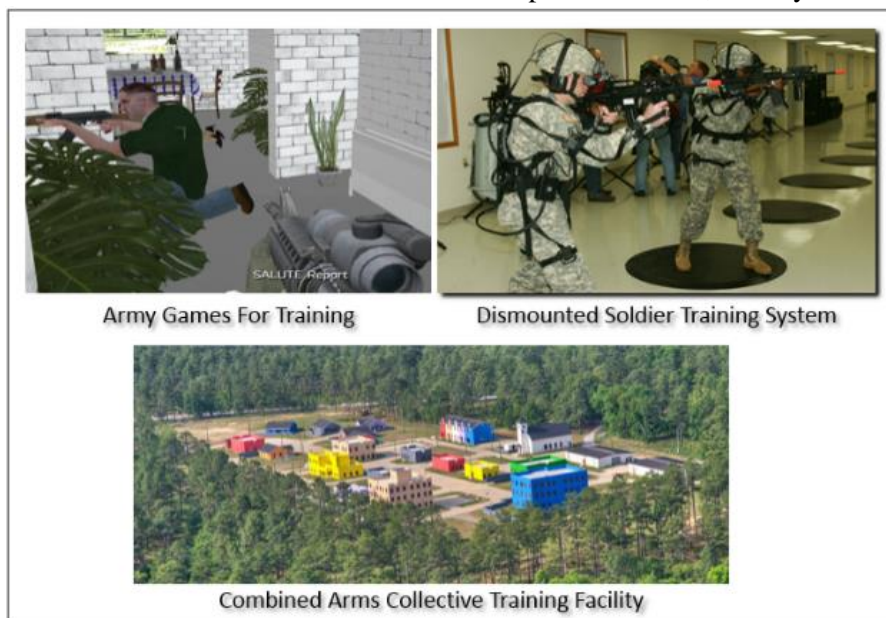 SALUTE Report
Army Games For Training
Dismounted Soldier Training System
Combined Arms Collective Training Facility